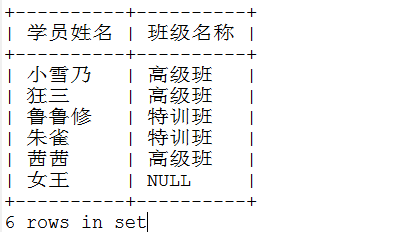 +----------+----------+
| 学员姓名 | 班级名称 |
+----------+----------+
| 小雪乃   | 高级班   |
| 狂三     | 高级班   |
| 鲁鲁修   | 特训班   |
| 朱雀     | 特训班   |
| 茜茜     | 高级班   |
| 女王     | NULL     |
+----------+----------+
6 rows in set